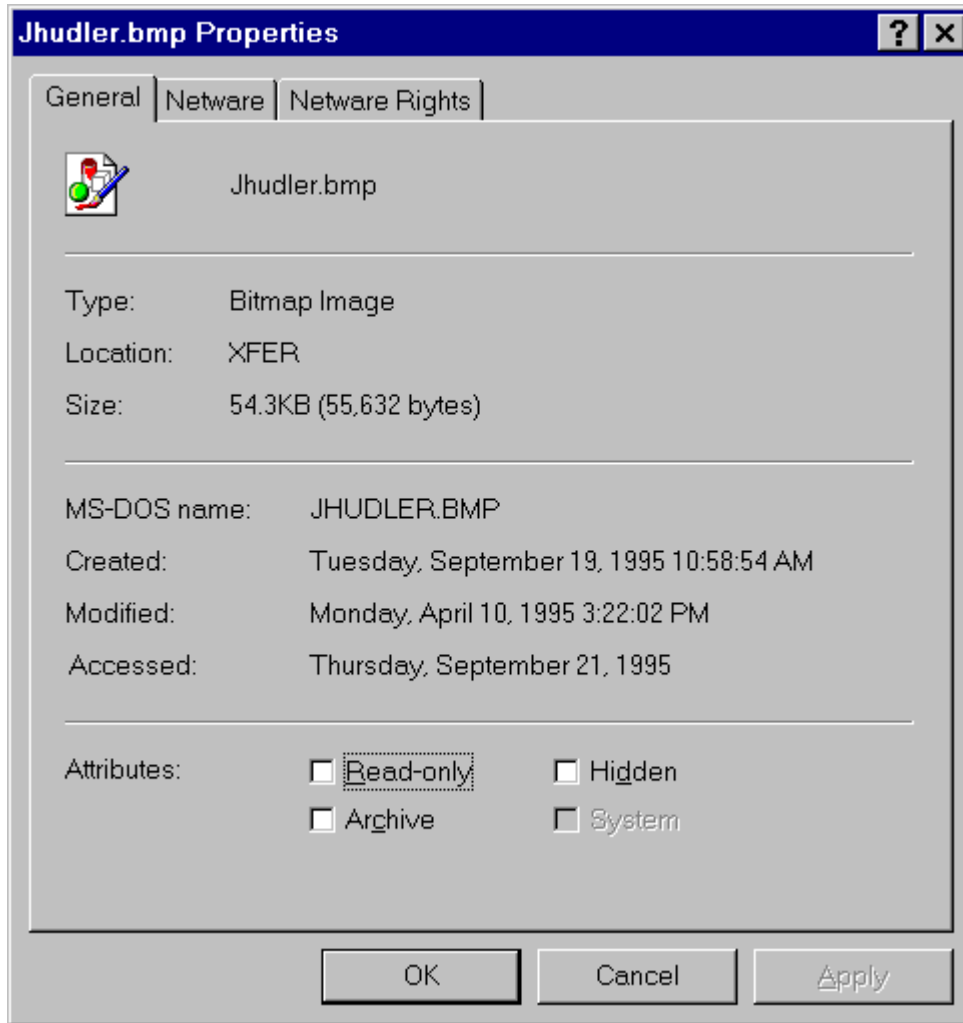 Jhudler.bmp Properties
General Netware Netware Rights
Jhudler.bmp
Type: Bitmap Image
Location: XFER
Size: 54.3KB (55,632 bytes)
MS-DOS name: JHUDLER.BMP
Created: Tuesday, September 19, 1995 10:58:54 AM
Modified: Monday, April 10, 1995 3:22:02 PM
Accessed: Thursday, September 21, 1995
Attributes: Read-only Hidden
Archive System
OK Cancel Apply